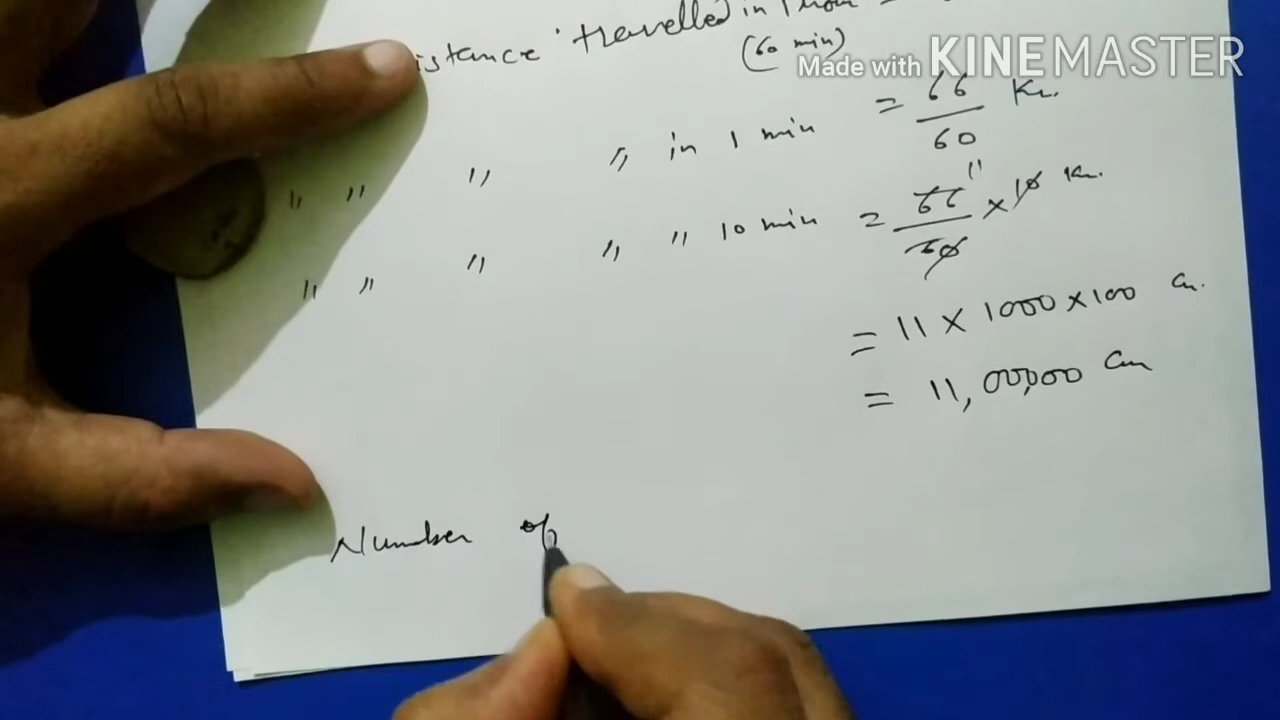 istance travelled in 1 hour =
(60 min)
Made with KINEMASTER
" " " " in 1 min = 66/60 Km.
" " " " " 10 min = 66/60 11 × 10 Km.
= 11 × 1000 × 100 Cm.
= 11,00,000 Cm
Number of